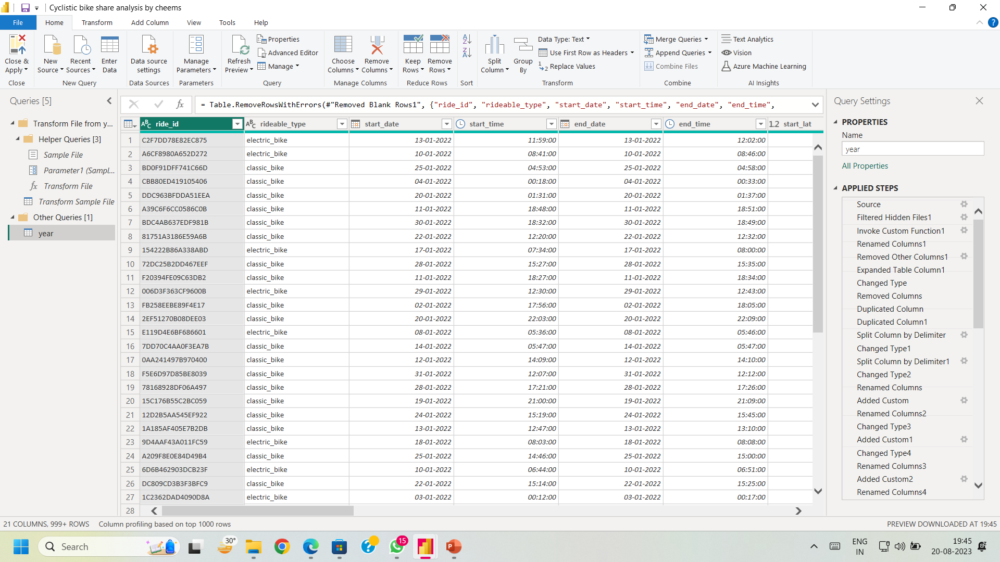 Cyclistic bike share analysis by cheems
File Home Transform Add Column View Tools Help
Close & Apply
Close
New Source
Recent Sources
Enter Data
New Query
Data source settings
Data Sources
Manage Parameters
Parameters
Refresh Preview
Properties
Advanced Editor
Manage
Query
Choose Columns
Remove Columns
Manage Columns
Keep Rows
Remove Rows
Reduce Rows
Sort
Split Column
Group By
Data Type: Text
Use First Row as Headers
Replace Values
Transform
Merge Queries
Append Queries
Combine Files
Combine
Text Analytics
Vision
Azure Machine Learning
AI Insights
Queries [5]
Transform File from y...
Helper Queries [3]
Sample File
Parameter1 (Sampl...
Transform File
Transform Sample File
Other Queries [1]
year
= Table.RemoveRowsWithErrors(#"Removed Blank Rows1", {"ride_id", "rideable_type", "start_date", "start_time", "end_date", "end_time",
ride_id rideable_type start_date start_time end_date end_time 1.2 start_lat
1 C2F7DD78E82EC875 electric_bike 13-01-2022 11:59:00 13-01-2022 12:02:00
2 A6CF8980A652D272 electric_bike 10-01-2022 08:41:00 10-01-2022 08:46:00
3 BD0F91DFF741C66D classic_bike 25-01-2022 04:53:00 25-01-2022 04:58:00
4 CBB80ED419105406 classic_bike 04-01-2022 00:18:00 04-01-2022 00:33:00
5 DDC963BFDDA51EEA classic_bike 20-01-2022 01:31:00 20-01-2022 01:37:00
6 A39C6F6CC0586C0B classic_bike 11-01-2022 18:48:00 11-01-2022 18:51:00
7 BDC4AB637EDF981B classic_bike 30-01-2022 18:32:00 30-01-2022 18:49:00
8 81751A3186E59A6B classic_bike 22-01-2022 12:20:00 22-01-2022 12:32:00
9 154222B86A338ABD electric_bike 17-01-2022 07:34:00 17-01-2022 08:00:00
10 72DC25B2DD467EEF classic_bike 28-01-2022 15:27:00 28-01-2022 15:35:00
11 F20394FE09C63DB2 classic_bike 11-01-2022 18:27:00 11-01-2022 18:34:00
12 006D3F363CF9600B electric_bike 29-01-2022 12:30:00 29-01-2022 12:43:00
13 FB258EEBE89F4E17 classic_bike 02-01-2022 17:56:00 02-01-2022 18:05:00
14 2EF51270B08DEE03 classic_bike 20-01-2022 22:03:00 20-01-2022 22:09:00
15 E119D4E6BF686601 electric_bike 08-01-2022 05:36:00 08-01-2022 05:46:00
16 7DD70C4AA0F3EA7B classic_bike 14-01-2022 05:47:00 14-01-2022 05:47:00
17 0AA241497B970400 classic_bike 12-01-2022 14:09:00 12-01-2022 14:10:00
18 F5E6D97D85BE8039 classic_bike 31-01-2022 12:07:00 31-01-2022 12:12:00
19 78168928DF06A497 classic_bike 28-01-2022 17:21:00 28-01-2022 17:26:00
20 15C176B55C2BC059 classic_bike 19-01-2022 21:00:00 19-01-2022 21:09:00
21 12D2B5AA545EF922 classic_bike 24-01-2022 15:19:00 24-01-2022 15:45:00
22 1A185AF405E7B2DB classic_bike 13-01-2022 12:47:00 13-01-2022 13:10:00
23 9D4AAF43A011FC59 electric_bike 18-01-2022 08:03:00 18-01-2022 08:08:00
24 A209F8E0E84D49B4 classic_bike 25-01-2022 14:46:00 25-01-2022 15:00:00
25 6D6B462903DCB23F electric_bike 10-01-2022 06:44:00 10-01-2022 06:51:00
26 DC809CD3B3F3BFC9 classic_bike 22-01-2022 15:14:00 22-01-2022 15:25:00
27 1C2362DAD4090D8A electric_bike 03-01-2022 00:12:00 03-01-2022 00:17:00
28
Query Settings
PROPERTIES
Name
year
All Properties
APPLIED STEPS
Source
Filtered Hidden Files1
Invoke Custom Function1
Renamed Columns1
Removed Other Columns1
Expanded Table Column1
Changed Type
Removed Columns
Duplicated Column
Duplicated Column1
Split Column by Delimiter
Changed Type1
Split Column by Delimiter1
Changed Type2
Renamed Columns
Added Custom
Renamed Columns2
Changed Type3
Added Custom1
Changed Type4
Renamed Columns3
Added Custom2
Renamed Columns4
21 COLUMNS, 999+ ROWS Column profiling based on top 1000 rows PREVIEW DOWNLOADED AT 19:45
Search
30°
15
ENG
IN
19:45
20-08-2023